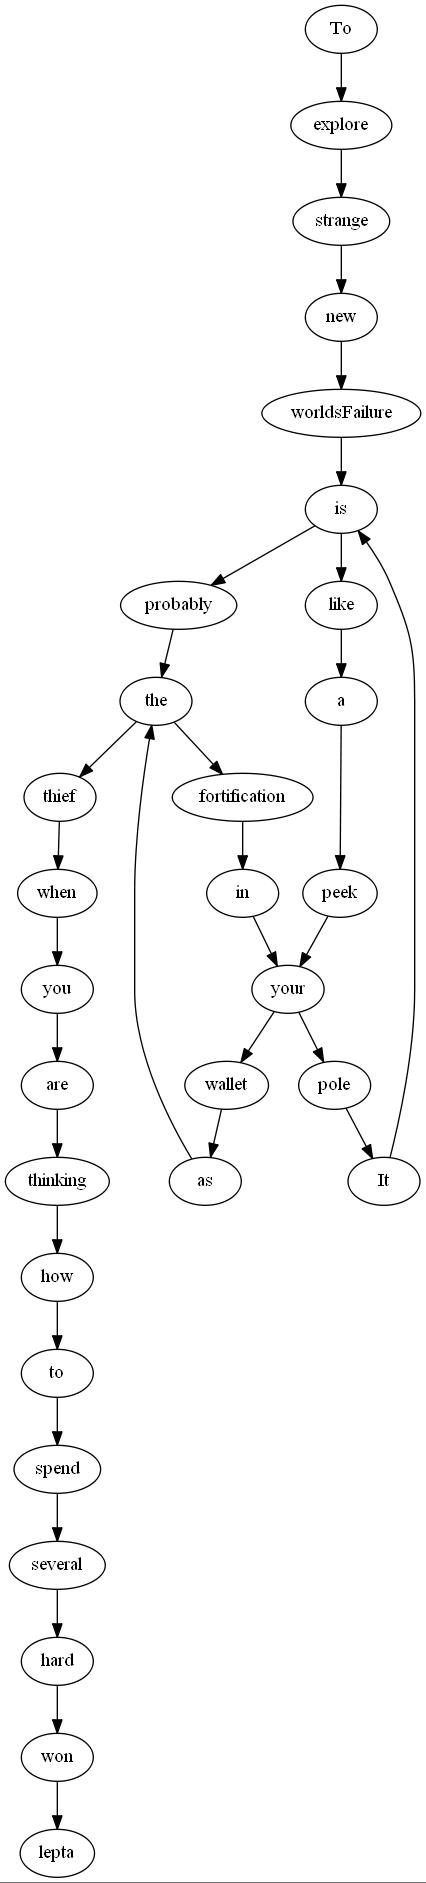 To
explore
strange
new
worldsFailure
is
probably
like
the
a
thief
fortification
when
in
peek
you
your
are
wallet
pole
thinking
as
It
how
to
spend
several
hard
won
lepta